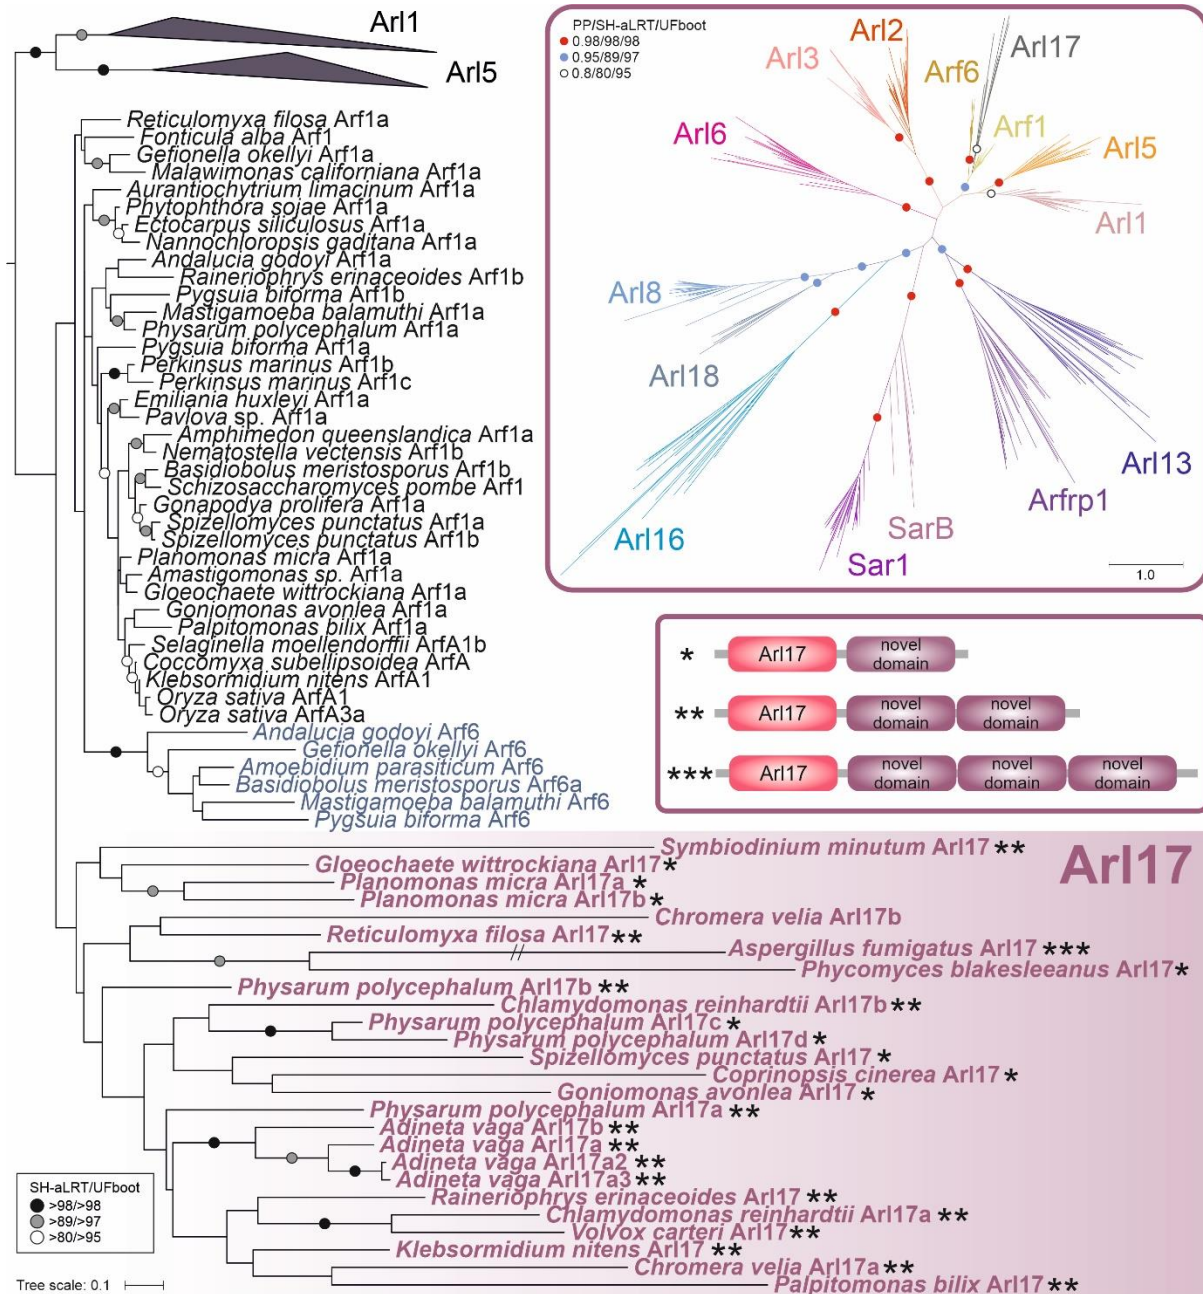 Arl1
Arl5
Reticulomyxa filosa Arf1a
Fonticula alba Arf1
Gefionella okellyi Arf1a
Malawimonas californiana Arf1a
Aurantiochytrium limacinum Arf1a
Phytophthora sojae Arf1a
Ectocarpus siliculosus Arf1a
Nannochloropsis gaditana Arf1a
Andalucia godoyi Arf1a
Raineriophrys erinaceoides Arf1b
Pygsuia biforma Arf1b
Mastigamoeba balamuthi Arf1a
Physarum polycephalum Arf1a
Pygsuia biforma Arf1a
Perkinsus marinus Arf1b
Perkinsus marinus Arf1c
Emiliania huxleyi Arf1a
Pavlova sp. Arf1a
Amphimedon queenslandica Arf1a
Nematostella vectensis Arf1b
Basidiobolus meristosporus Arf1b
Schizosaccharomyces pombe Arf1
Gonapodya prolifera Arf1a
Spizellomyces punctatus Arf1a
Spizellomyces punctatus Arf1b
Planomonas micra Arf1a
Amastigomonas sp. Arf1a
Gloeochaete wittrockiana Arf1a
Goniomonas avonlea Arf1a
Palpitomonas bilix Arf1a
Selaginella moellendorffii ArfA1b
Coccomyxa subellipsoidea ArfA
Klebsormidium nitens ArfA1
Oryza sativa ArfA1
Oryza sativa ArfA3a
Andalucia godoyi Arf6
Gefionella okellyi Arf6
Amoebidium parasiticum Arf6
Basidiobolus meristosporus Arf6a
Mastigamoeba balamuthi Arf6
Pygsuia biforma Arf6
Arl17
Symbiodinium minutum Arl17 **
Gloeochaete wittrockiana Arl17 *
Planomonas micra Arl17a *
Planomonas micra Arl17b *
Chromera velia Arl17b
Reticulomyxa filosa Arl17 **
Aspergillus fumigatus Arl17 ***
//
Phycomyces blakesleeanus Arl17 *
Physarum polycephalum Arl17b **
Chlamydomonas reinhardtii Arl17b **
Physarum polycephalum Arl17c *
Physarum polycephalum Arl17d *
Spizellomyces punctatus Arl17 *
Coprinopsis cinerea Arl17 *
Goniomonas avonlea Arl17 *
Physarum polycephalum Arl17a **
Adineta vaga Arl17b **
Adineta vaga Arl17a **
Adineta vaga Arl17a2 **
Adineta vaga Arl17a3 **
Raineriophrys erinaceoides Arl17 **
Chlamydomonas reinhardtii Arl17a **
Volvox carteri Arl17 **
Klebsormidium nitens Arl17 **
Chromera velia Arl17a **
Palpitomonas bilix Arl17 **
SH-aLRT/UFboot
>98/>98
>89/>97
>80/>95
Tree scale: 0.1
PP/SH-aLRT/UFboot
0.98/98/98
0.95/89/97
0.8/80/95
Arl2
Arl17
Arl3
Arf6
Arf1
Arl6
Arl5
Arl1
Arl8
Arl18
Arl13
Arfrp1
Arl16
SarB
Sar1
1.0
* Arl17 novel domain
** Arl17 novel domain novel domain
*** Arl17 novel domain novel domain novel domain